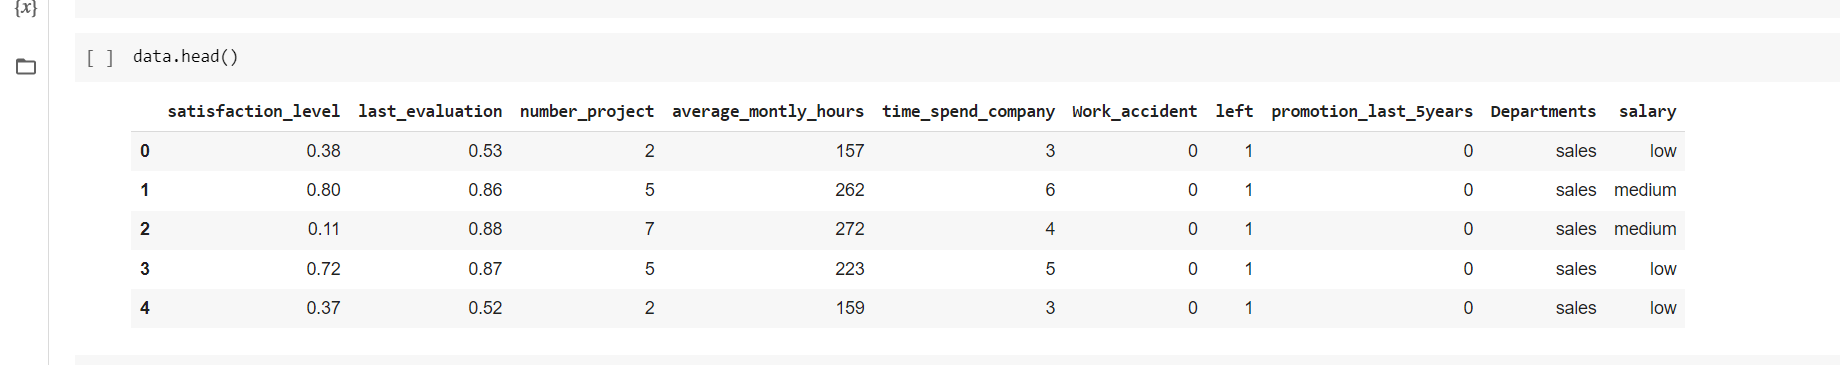 {x}
[ ] data.head()
satisfaction_level last_evaluation number_project average_montly_hours time_spend_company Work_accident left promotion_last_5years Departments salary
0 0.38 0.53 2 157 3 0 1 0 sales low
1 0.80 0.86 5 262 6 0 1 0 sales medium
2 0.11 0.88 7 272 4 0 1 0 sales medium
3 0.72 0.87 5 223 5 0 1 0 sales low
4 0.37 0.52 2 159 3 0 1 0 sales low